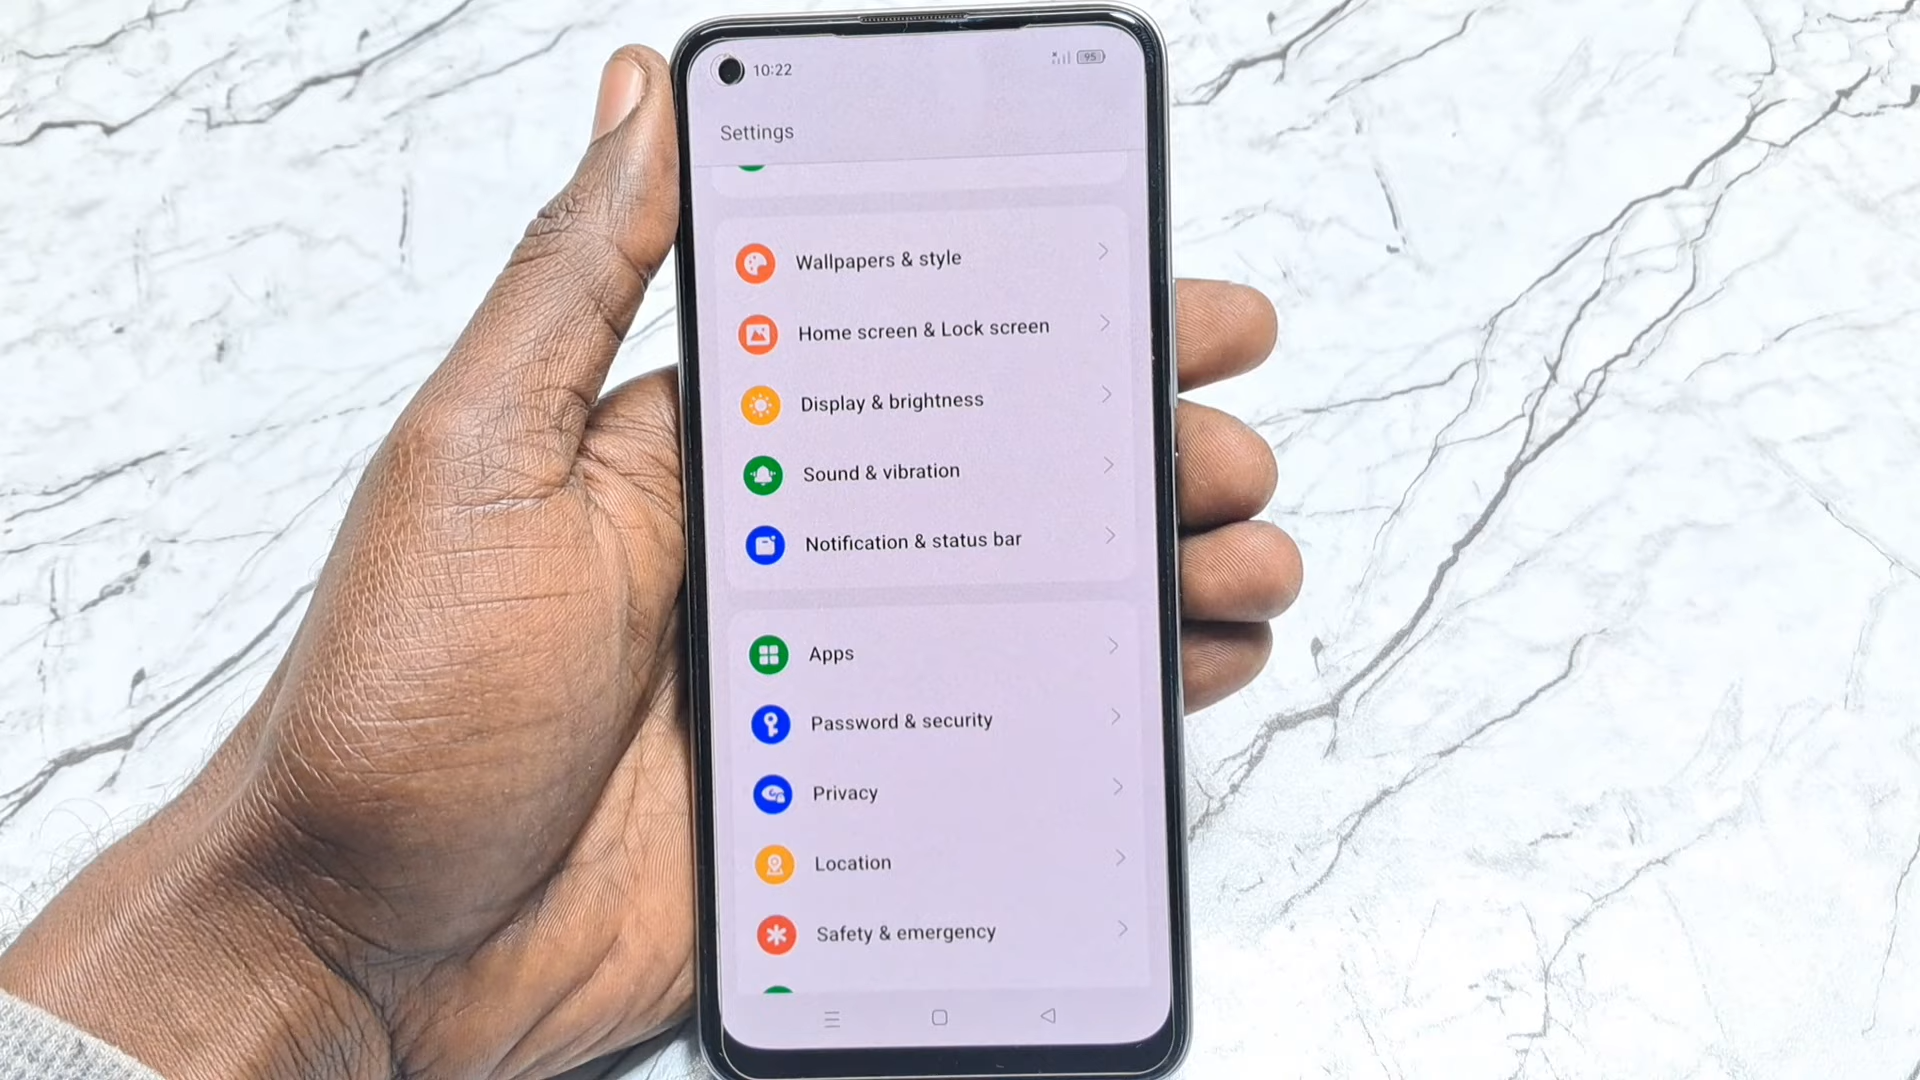 10:22
95
Settings
Wallpapers & style
Home screen & Lock screen
Display & brightness
Sound & vibration
Notification & status bar
Apps
Password & security
Privacy
Location
Safety & emergency